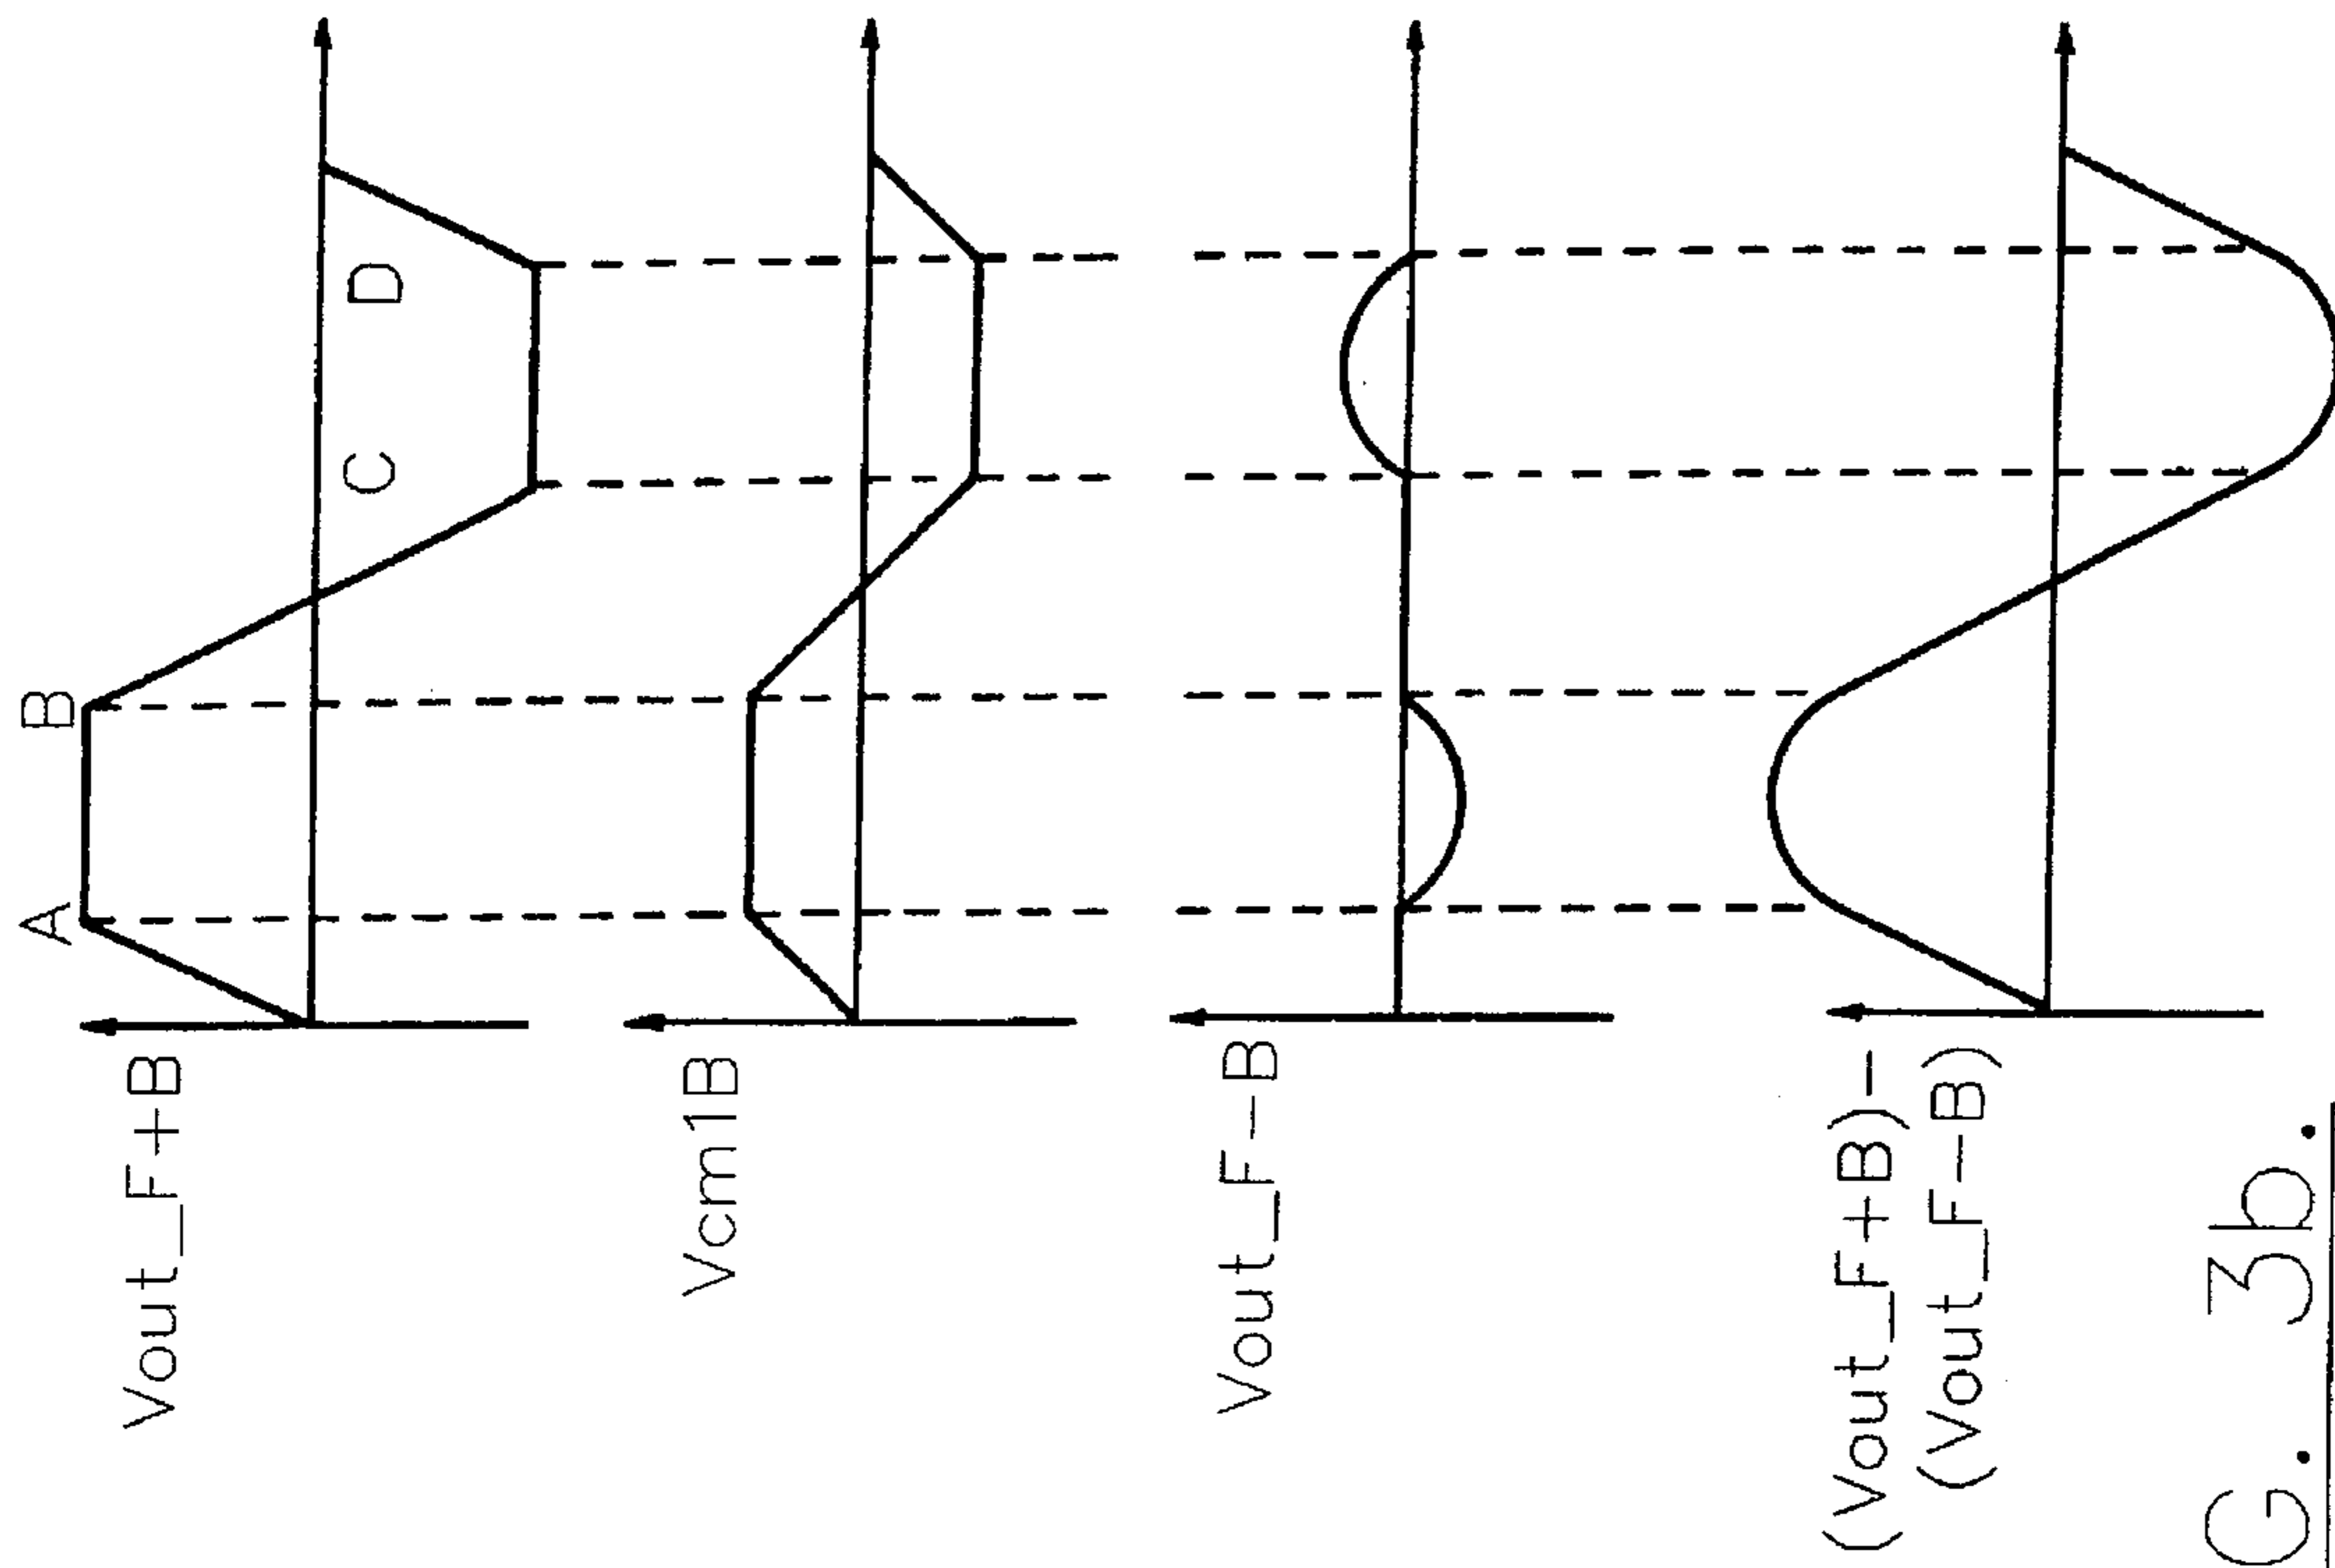 A
B
Vout_F+B
C
D
Vcm1B
Vout_F-B
(Vout_F+B)-
(Vout_F-B)
G. 3b.